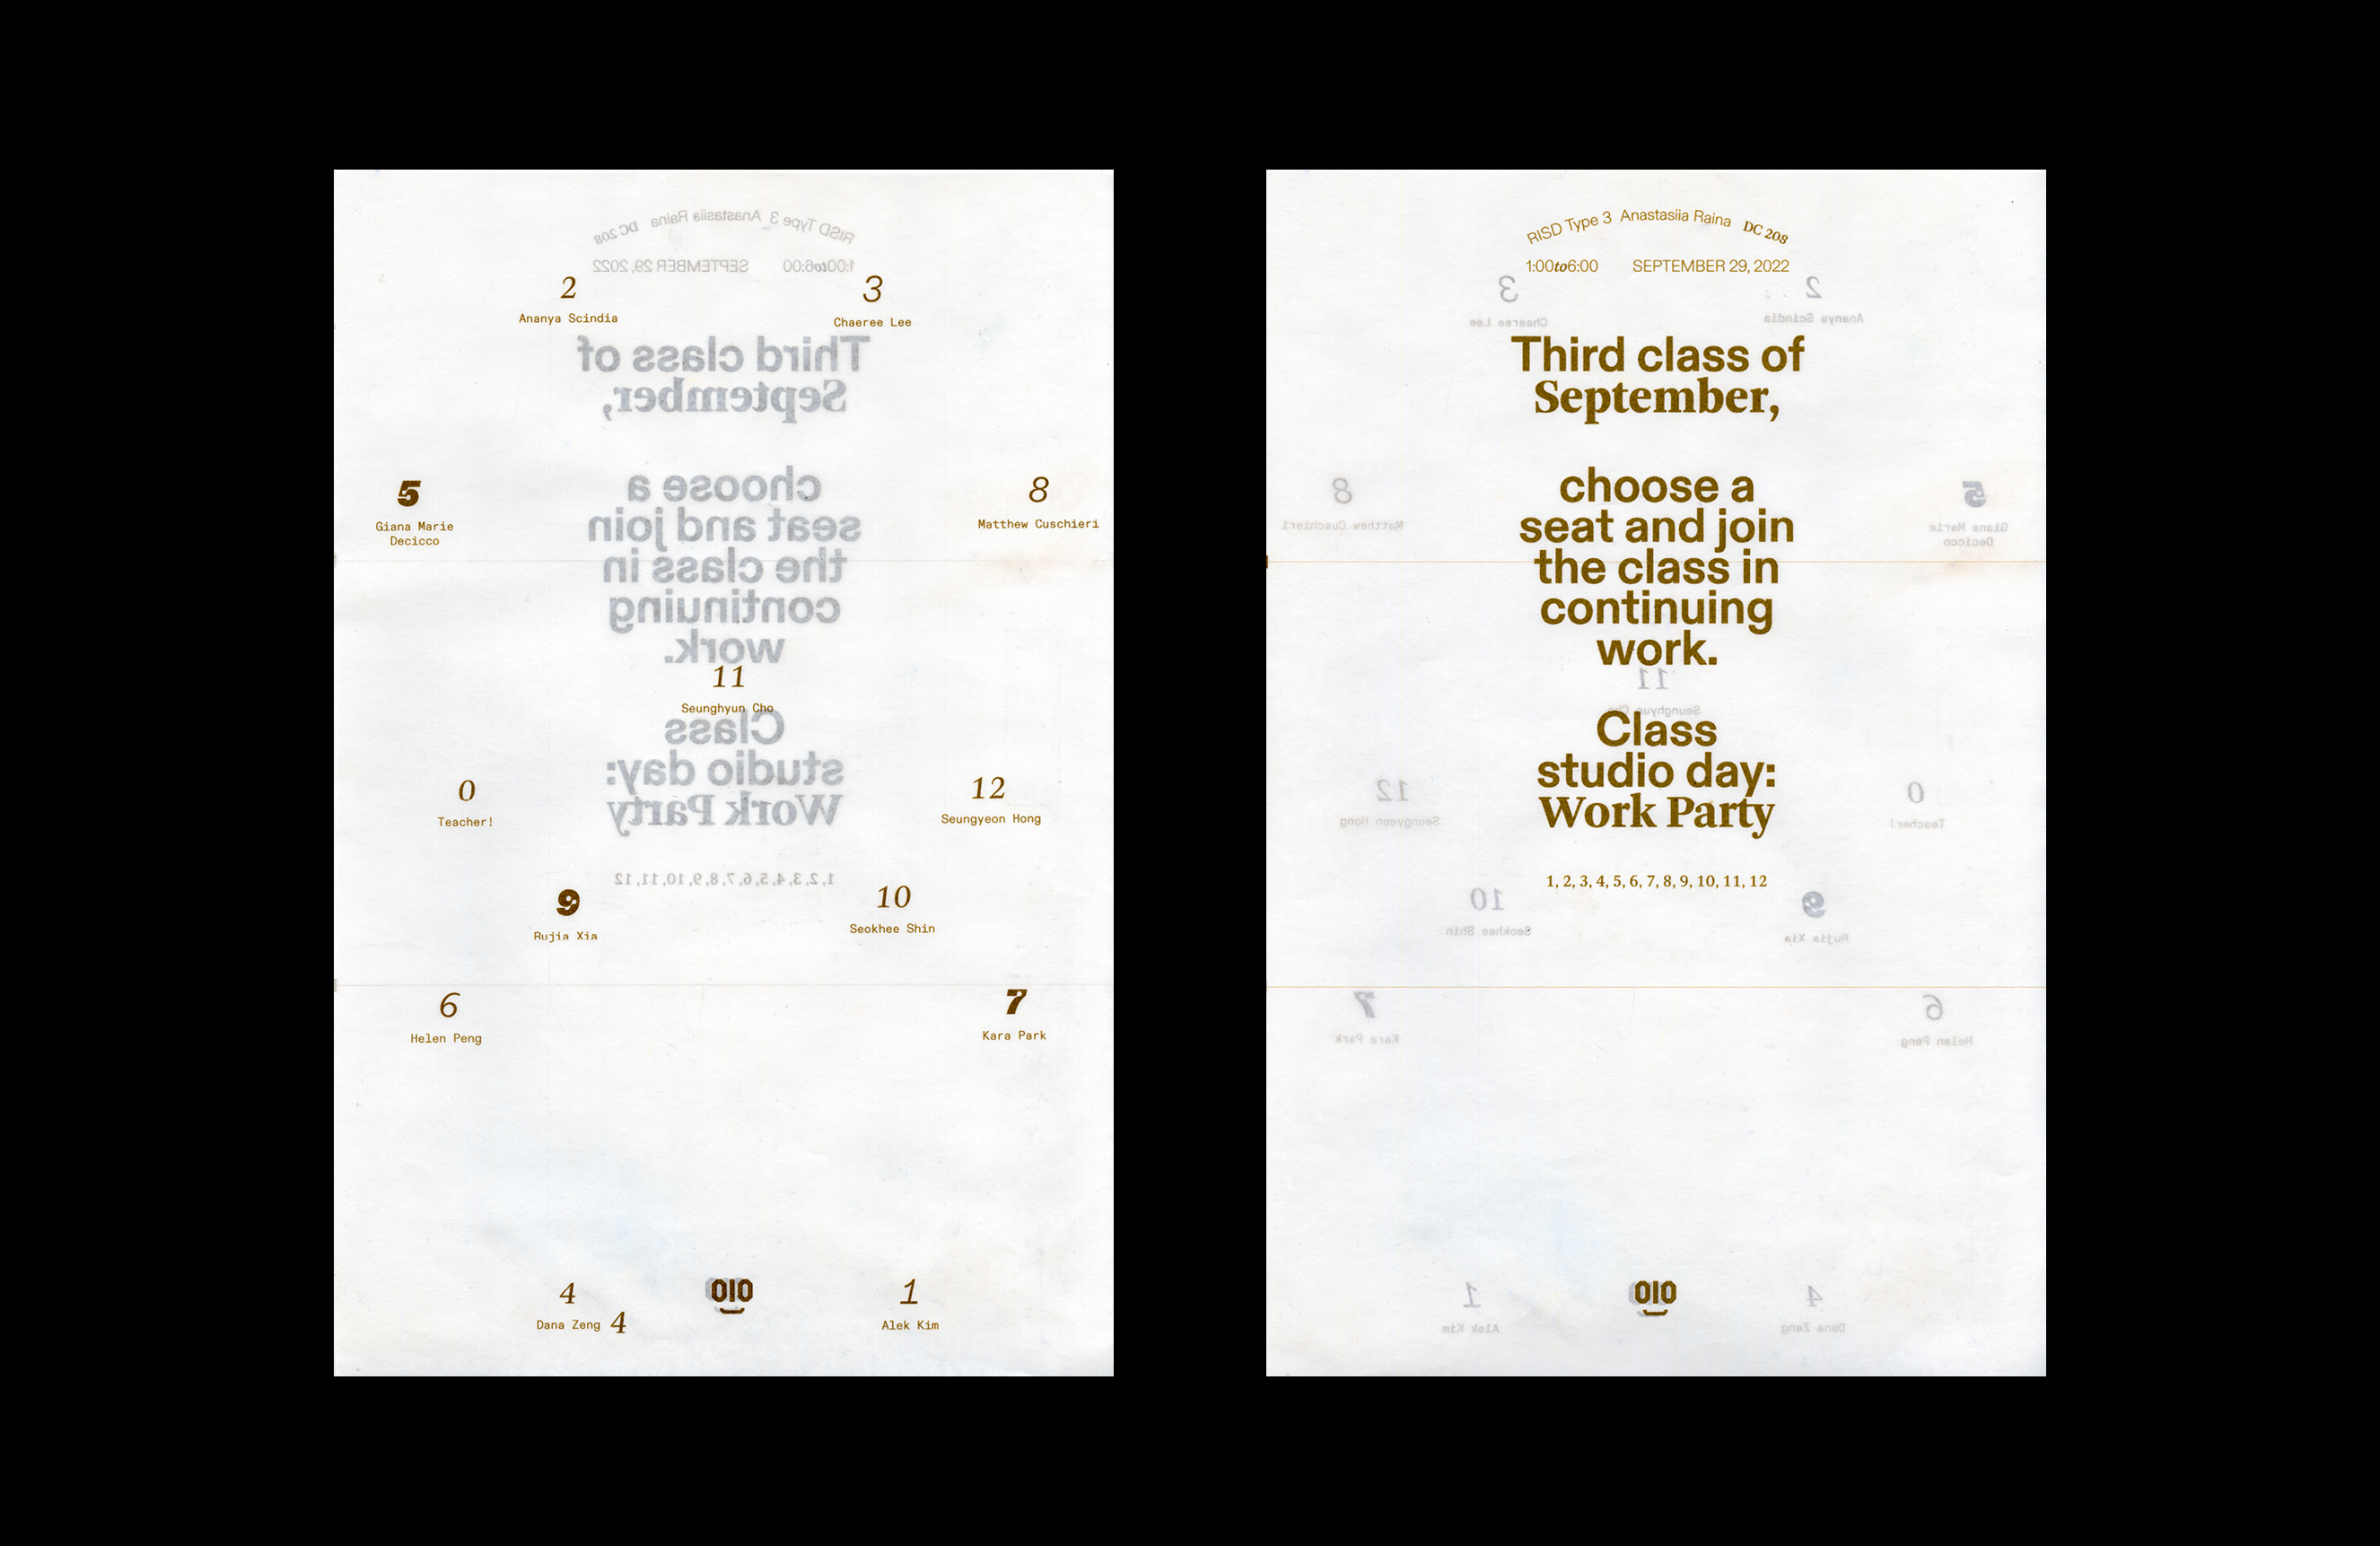 2
Ananya Scindia
3
Chaeree Lee
5
Giana Marie
Decicco
8
Matthew Cuschieri
11
Seunghyun Cho
0
Teacher!
12
Seungyeon Hong
9
Rujia Xia
10
Seokhee Shin
6
Helen Peng
7
Kara Park
4
Dana Zeng 4
010
1
Alek Kim
RISD Type 3 Anastasiia Raina DC 208
1:00to6:00 SEPTEMBER 29, 2022
Third class of
September,
choose a
seat and join
the class in
continuing
work.
Class
studio day:
Work Party
1, 2, 3, 4, 5, 6, 7, 8, 9, 10, 11, 12
010